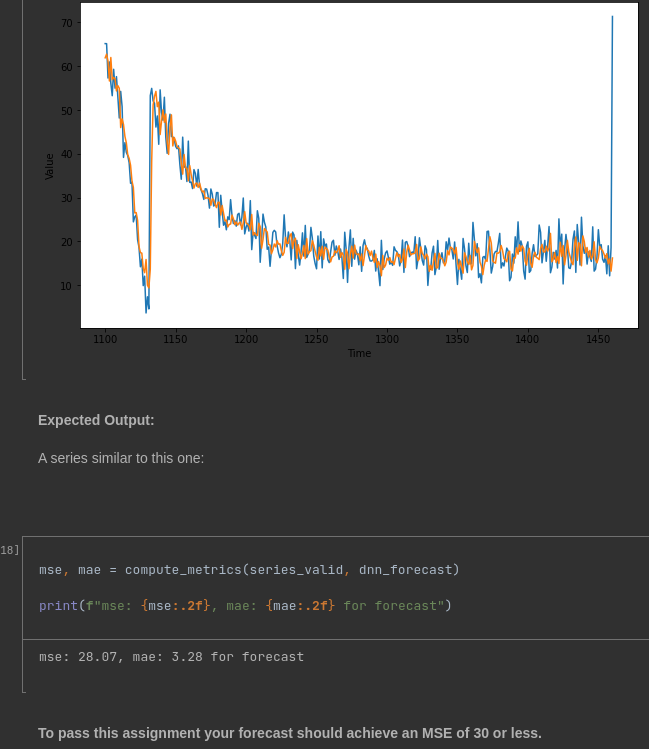 70
60
50
40
30
20
10
Value
1100 1150 1200 1250 1300 1350 1400 1450
Time
Expected Output:
A series similar to this one:
18]
mse, mae = compute_metrics(series_valid, dnn_forecast)
print(f"mse: {mse:.2f}, mae: {mae:.2f} for forecast")
mse: 28.07, mae: 3.28 for forecast
To pass this assignment your forecast should achieve an MSE of 30 or less.